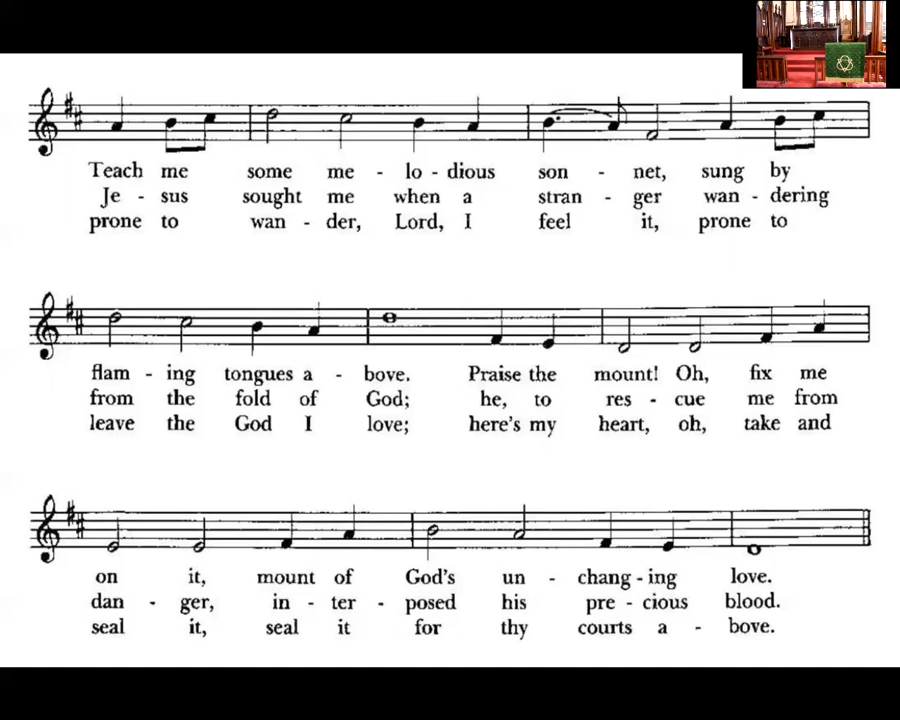 Teach me some me - lo - dious son - net, sung by
Je - sus sought me when a stran - ger wan - dering
prone to wan - der, Lord, I feel it, prone to
flam - ing tongues a - bove. Praise the mount! Oh, fix me
from the fold of God; he, to res - cue me from
leave the God I love; here's my heart, oh, take and
on it, mount of God's un - chang - ing love.
dan - ger, in - ter - posed his pre - cious blood.
seal it, seal it for thy courts a - bove.